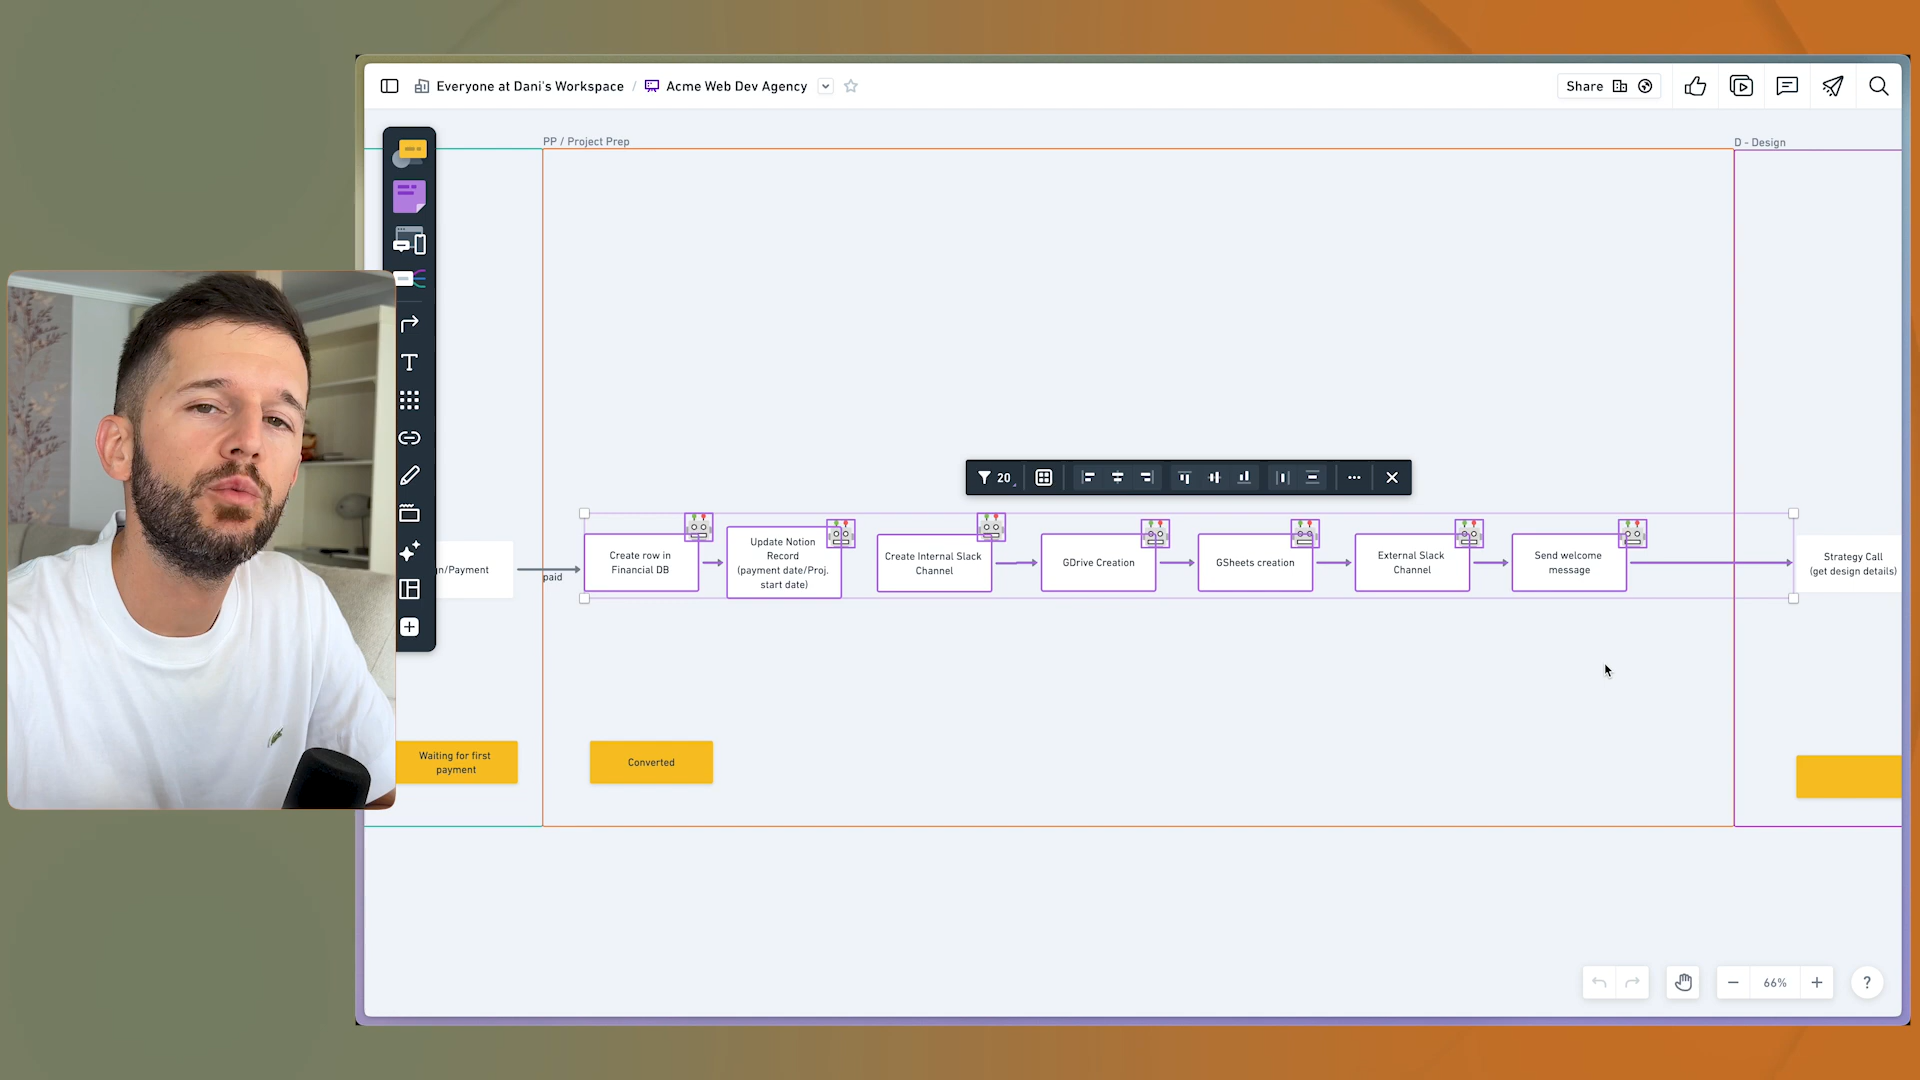 Everyone at Dani's Workspace / Acme Web Dev Agency
Share
PP / Project Prep
D - Design
20
n/Payment
paid
Create row in
Financial DB
Update Notion
Record
(payment date/Proj.
start date)
Create Internal Slack
Channel
GDrive Creation
GSheets creation
External Slack
Channel
Send welcome
message
Strategy Call
(get design details)
Waiting for first
payment
Converted
66%
?